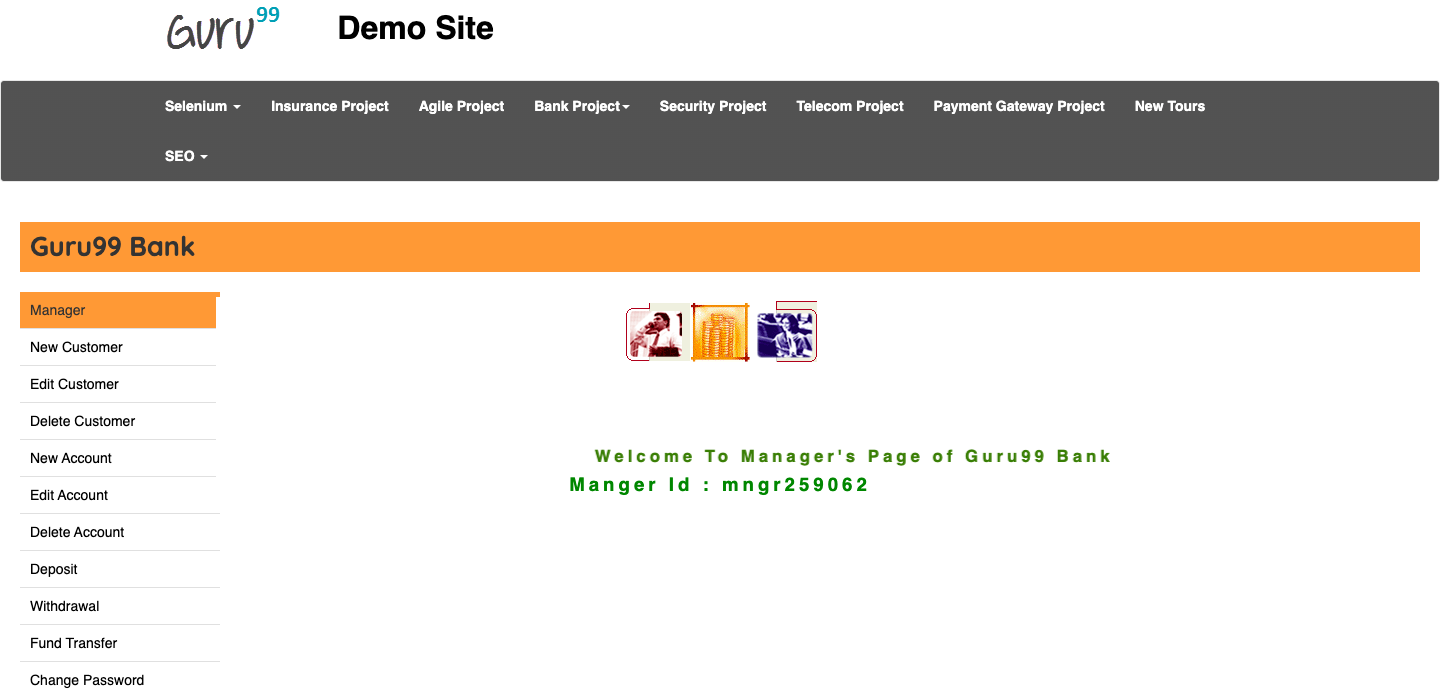 Guru99
Demo Site
Selenium
Insurance Project
Agile Project
Bank Project
Security Project
Telecom Project
Payment Gateway Project
New Tours
SEO
Guru99 Bank
Manager
New Customer
Edit Customer
Delete Customer
New Account
Edit Account
Delete Account
Deposit
Withdrawal
Fund Transfer
Change Password
Welcome To Manager's Page of Guru99 Bank
Manger Id : mngr259062